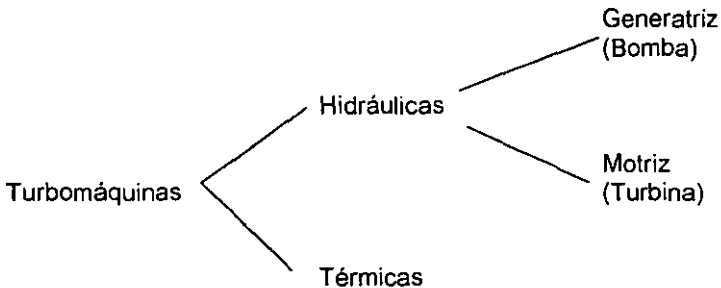 Turbomáquinas
Hidráulicas
Generatriz
(Bomba)
Motriz
(Turbina)
Térmicas